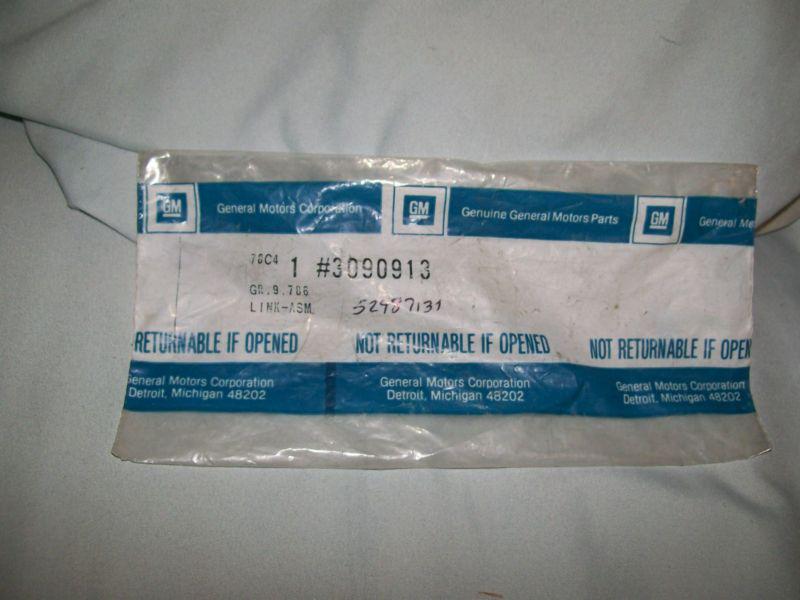 GM General Motors Corporation GM Genuine General Motors Parts GM General
76C4 1 #3090913
GR.9.706
LINK-ASM 52487131
RETURNABLE IF OPENED NOT RETURNABLE IF OPENED NOT RETURNABLE IF OPEN
General Motors Corporation General Motors Corporation General Motors Corporation
Detroit, Michigan 48202 Detroit, Michigan 48202 Detroit, Michigan 48202